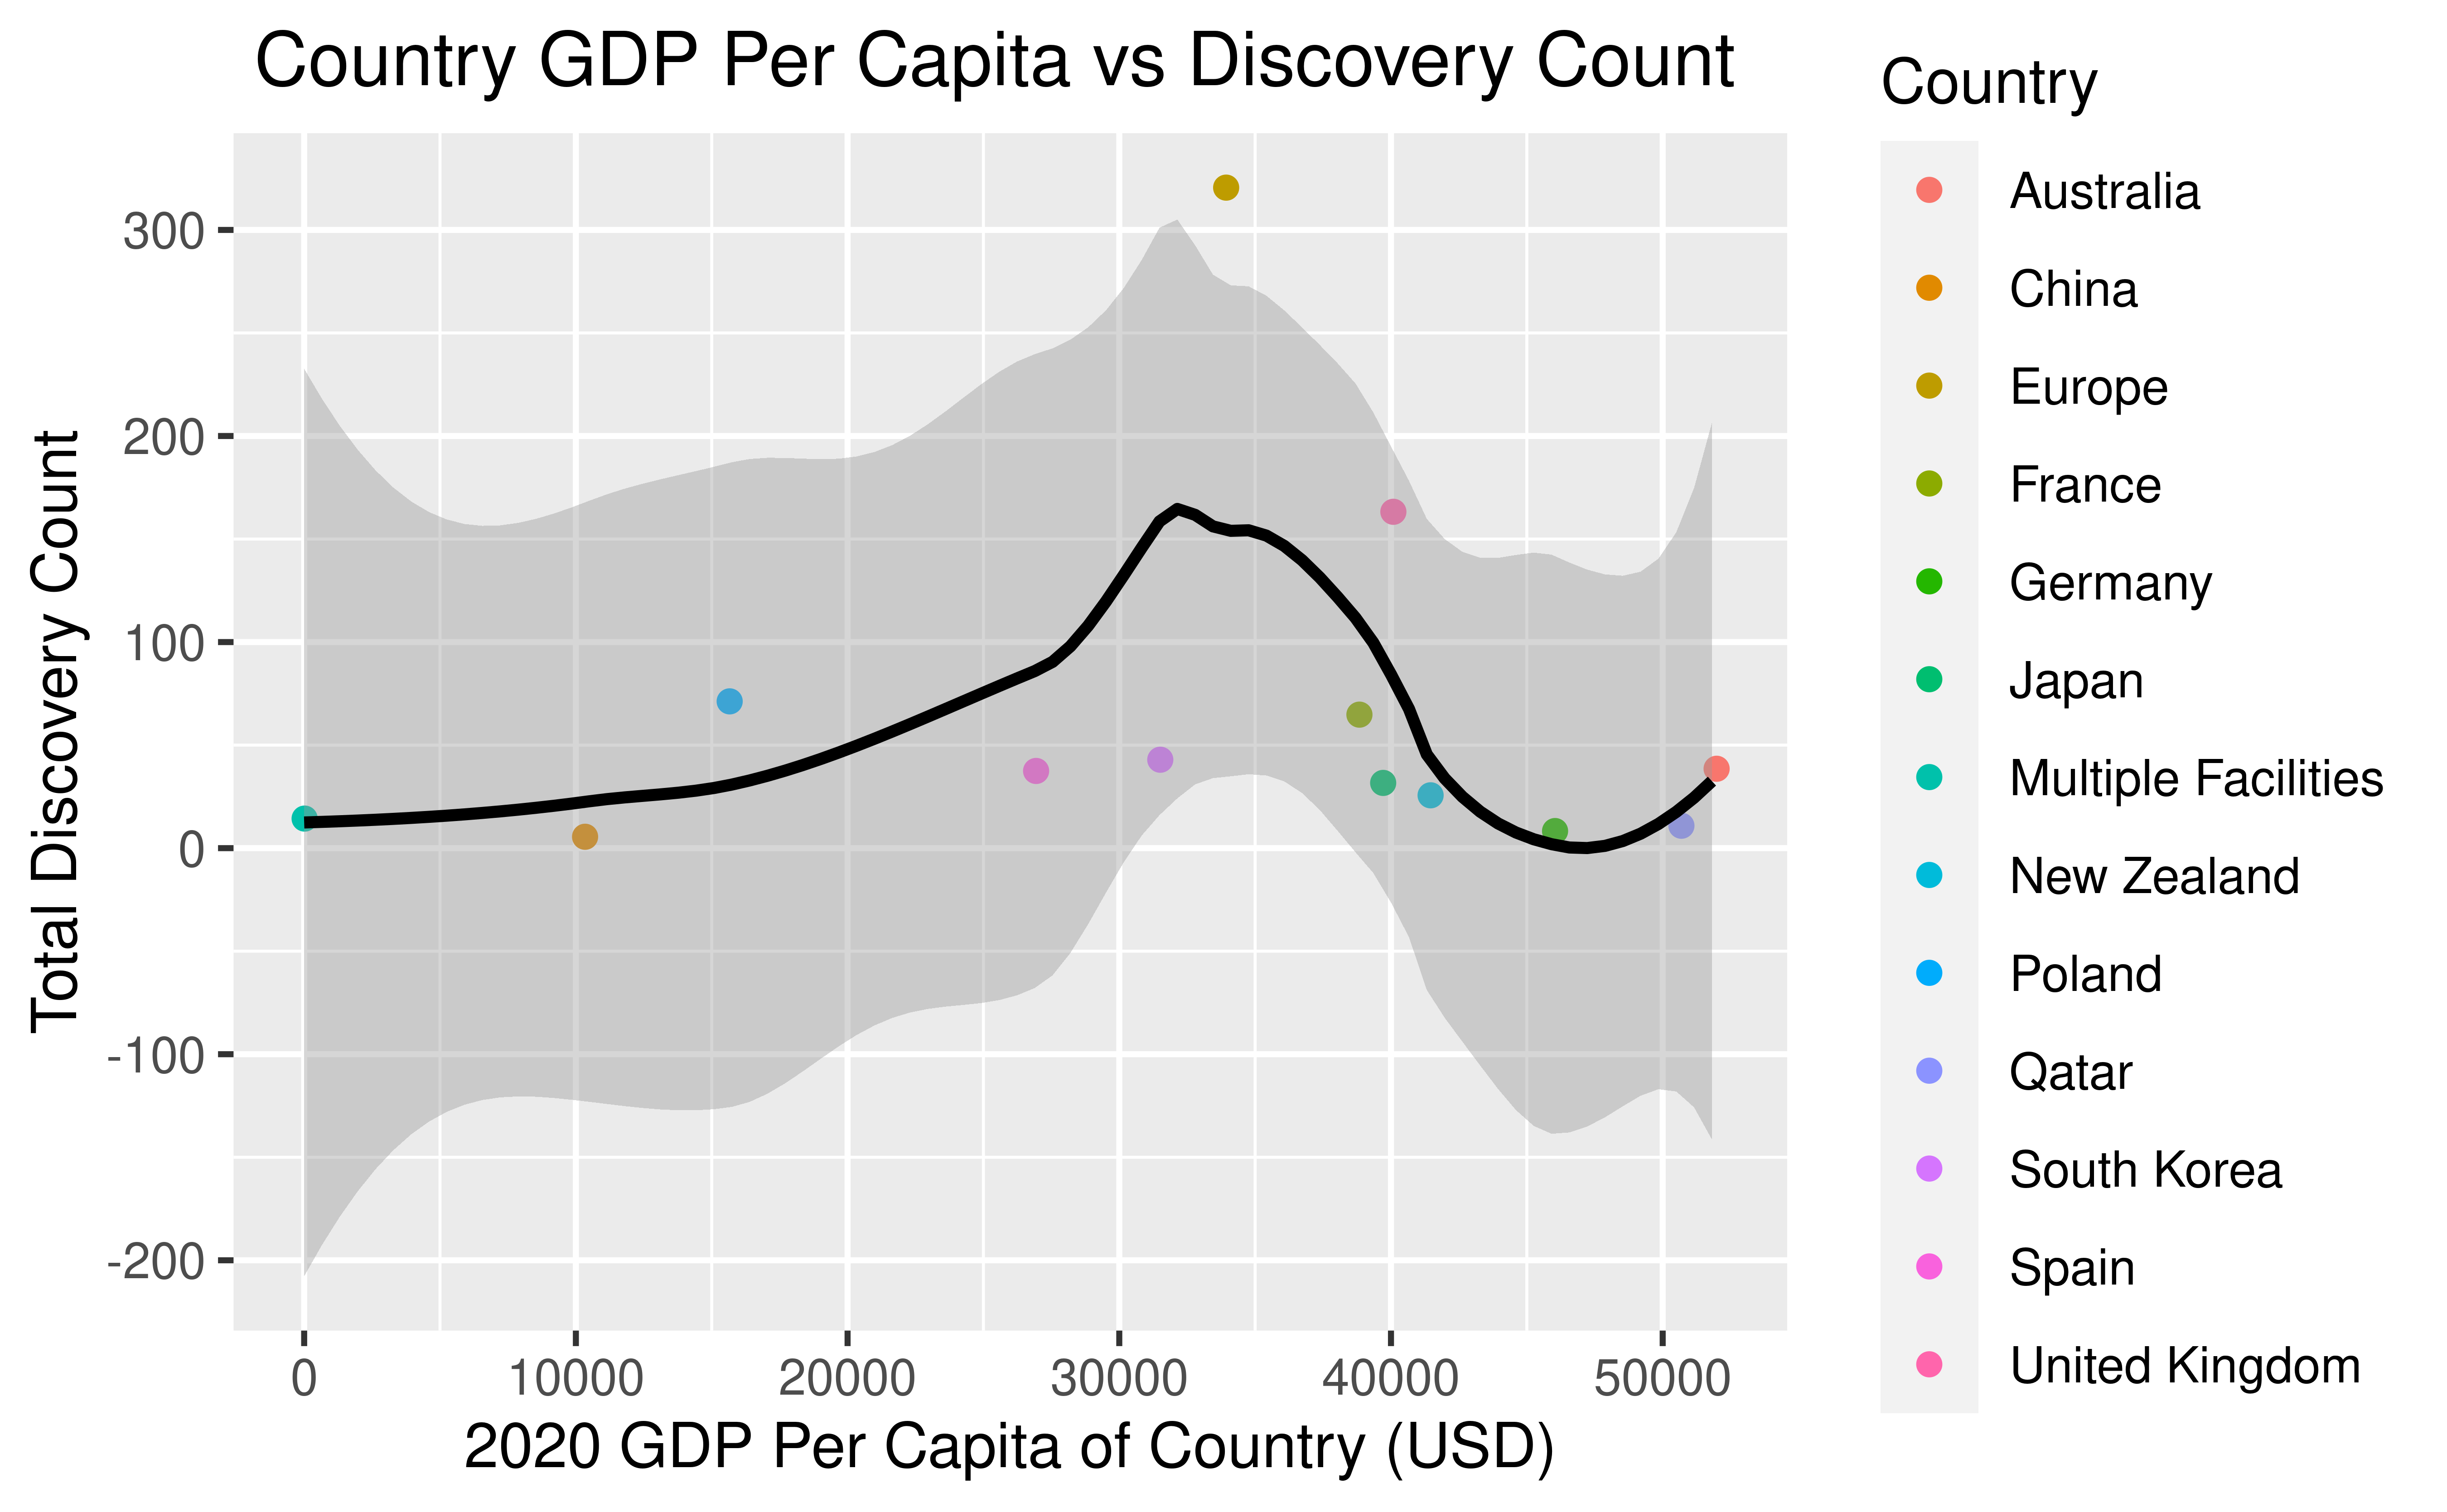 Country GDP Per Capita vs Discovery Count
Total Discovery Count
300
200
100
0
-100
-200
0 10000 20000 30000 40000 50000
2020 GDP Per Capita of Country (USD)
Country
Australia
China
Europe
France
Germany
Japan
Multiple Facilities
New Zealand
Poland
Qatar
South Korea
Spain
United Kingdom